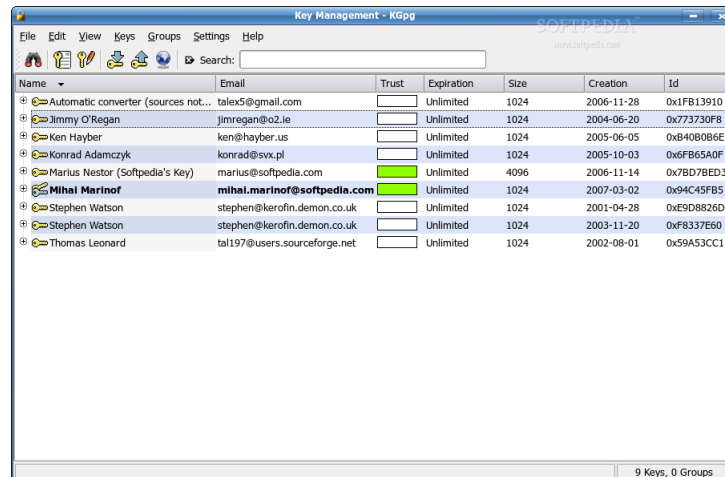 Key Management - KGpg
SOFTPEDIA
www.softpedia.com
File Edit View Keys Groups Settings Help
Search:
Name Email Trust Expiration Size Creation Id
Automatic converter (sources not... talex5@gmail.com Unlimited 1024 2006-11-28 0x1FB13910
Jimmy O'Regan jimregan@o2.ie Unlimited 1024 2004-06-20 0x773730F8
Ken Hayber ken@hayber.us Unlimited 1024 2005-06-05 0xB40B0B6E
Konrad Adamczyk konrad@svx.pl Unlimited 1024 2005-10-03 0x6FB65A0F
Marius Nestor (Softpedia's Key) marius@softpedia.com Unlimited 4096 2006-11-14 0x7BD7BED3
Mihai Marinof mihai.marinof@softpedia.com Unlimited 1024 2007-03-02 0x94C45FB5
Stephen Watson stephen@kerofin.demon.co.uk Unlimited 1024 2001-04-28 0xE9D8826D
Stephen Watson stephen@kerofin.demon.co.uk Unlimited 1024 2003-11-20 0xF8337E60
Thomas Leonard tal197@users.sourceforge.net Unlimited 1024 2002-08-01 0x59A53CC1
9 Keys, 0 Groups